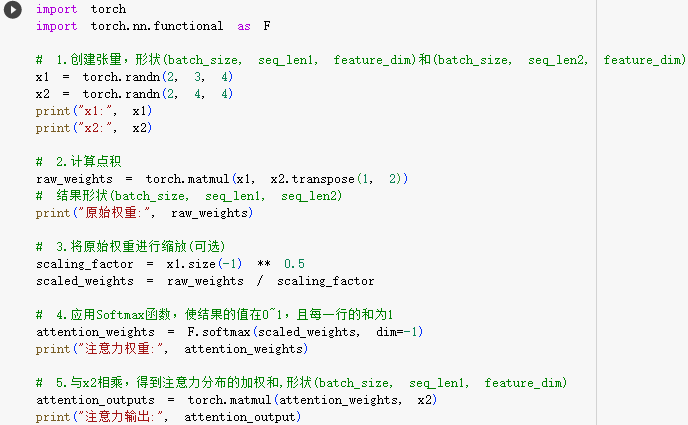 import torch
import torch.nn.functional as F
# 1.创建张量，形状(batch_size, seq_len1, feature_dim)和(batch_size, seq_len2, feature_dim)
x1 = torch.randn(2, 3, 4)
x2 = torch.randn(2, 4, 4)
print("x1:", x1)
print("x2:", x2)
# 2.计算点积
raw_weights = torch.matmul(x1, x2.transpose(1, 2))
# 结果形状(batch_size, seq_len1, seq_len2)
print("原始权重:", raw_weights)
# 3.将原始权重进行缩放(可选)
scaling_factor = x1.size(-1) ** 0.5
scaled_weights = raw_weights / scaling_factor
# 4.应用Softmax函数，使结果的值在0~1，且每一行的和为1
attention_weights = F.softmax(scaled_weights, dim=-1)
print("注意力权重:", attention_weights)
# 5.与x2相乘，得到注意力分布的加权和,形状(batch_size, seq_len1, feature_dim)
attention_outputs = torch.matmul(attention_weights, x2)
print("注意力输出:", attention_output)